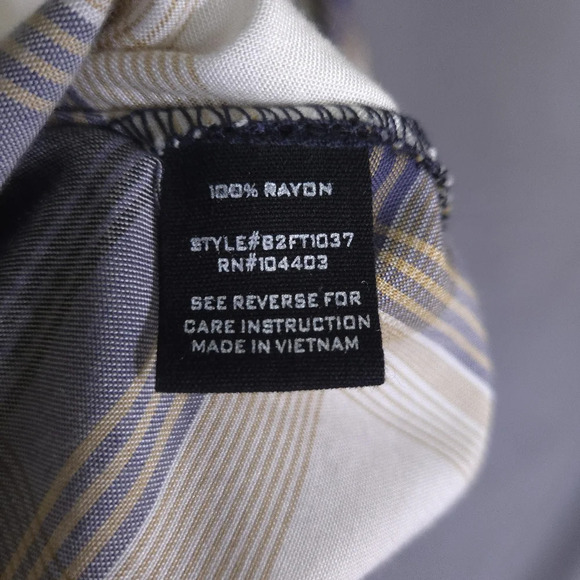 100% RAYON
STYLE#B2FT1037
RN#104403
SEE REVERSE FOR
CARE INSTRUCTION
MADE IN VIETNAM